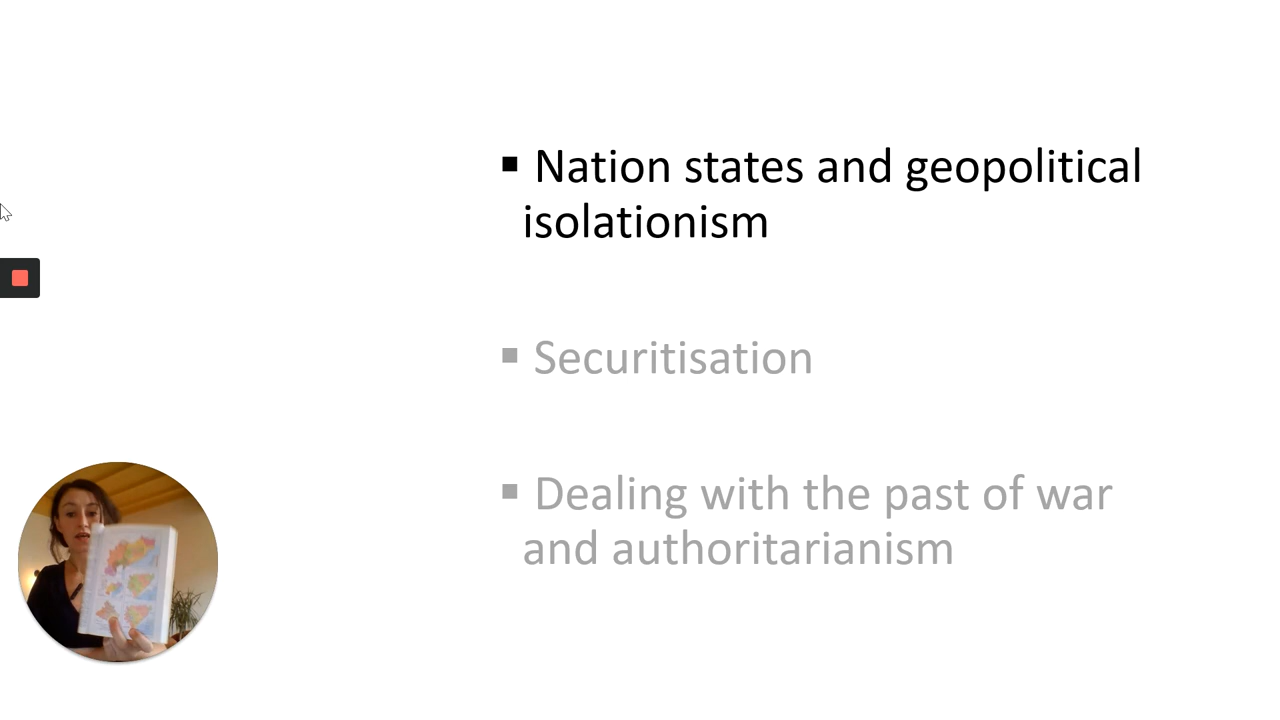 ▪ Nation states and geopolitical
isolationism
▪ Securitisation
▪ Dealing with the past of war
and authoritarianism